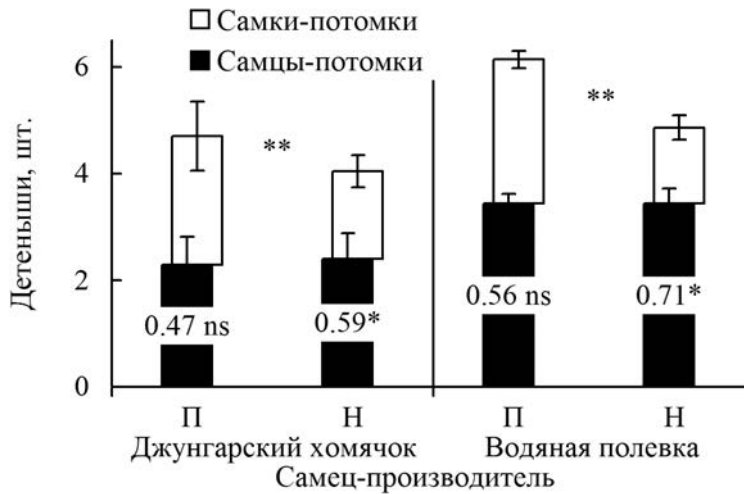 Самки-потомки
Самцы-потомки
Детеныши, шт.
6
4
2
0
**
**
0.47 ns
0.59*
0.56 ns
0.71*
П
Н
П
Н
Джунгарский хомячок
Водяная полевка
Самец-производитель